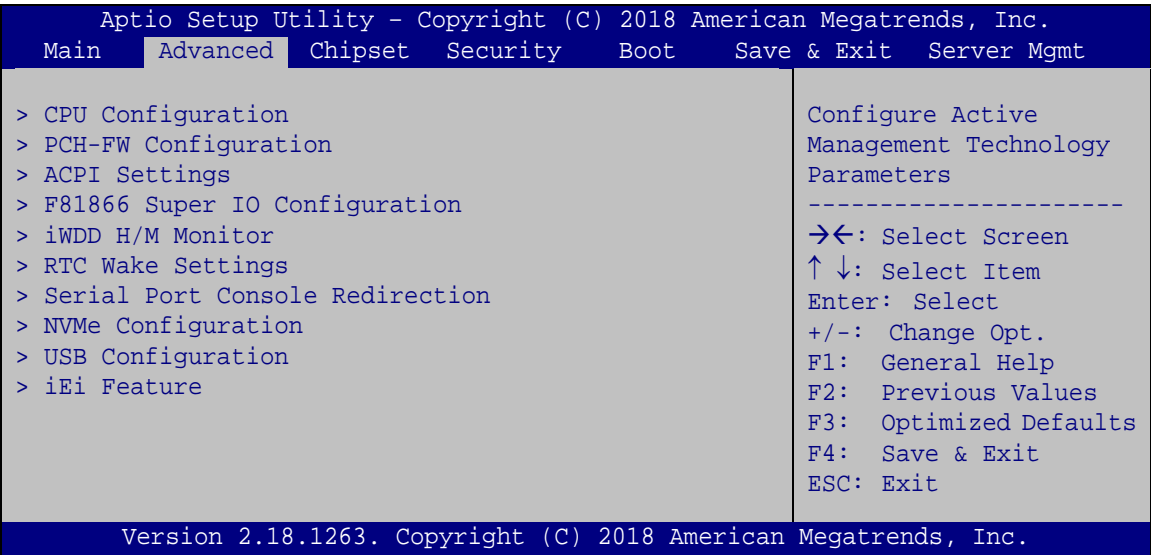 Aptio Setup Utility – Copyright (C) 2018 American Megatrends, Inc.
Main Advanced Chipset Security Boot Save & Exit Server Mgmt
> CPU Configuration
> PCH-FW Configuration
> ACPI Settings
> F81866 Super IO Configuration
> iWDD H/M Monitor
> RTC Wake Settings
> Serial Port Console Redirection
> NVMe Configuration
> USB Configuration
> iEi Feature
Configure Active
Management Technology
Parameters
----------------------
→←: Select Screen
↑ ↓: Select Item
Enter: Select
+/-: Change Opt.
F1: General Help
F2: Previous Values
F3: Optimized Defaults
F4: Save & Exit
ESC: Exit
Version 2.18.1263. Copyright (C) 2018 American Megatrends, Inc.